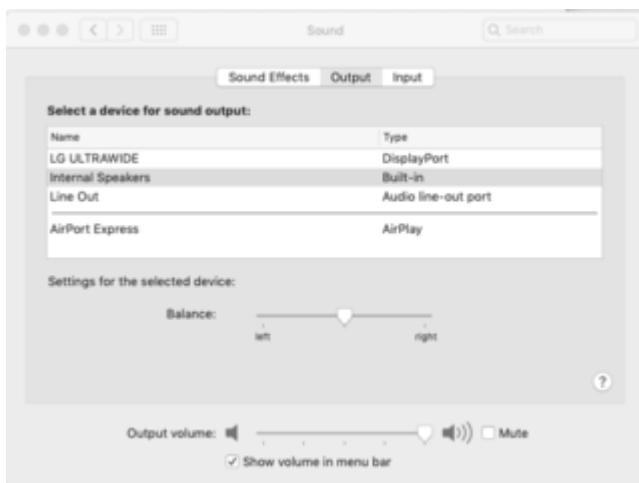 Sound
Search
Sound Effects Output Input
Select a device for sound output:
Name Type
LG ULTRAWIDE DisplayPort
Internal Speakers Built-in
Line Out Audio line-out port
AirPort Express AirPlay
Settings for the selected device:
Balance:
left right
?
Output volume: Mute
Show volume in menu bar